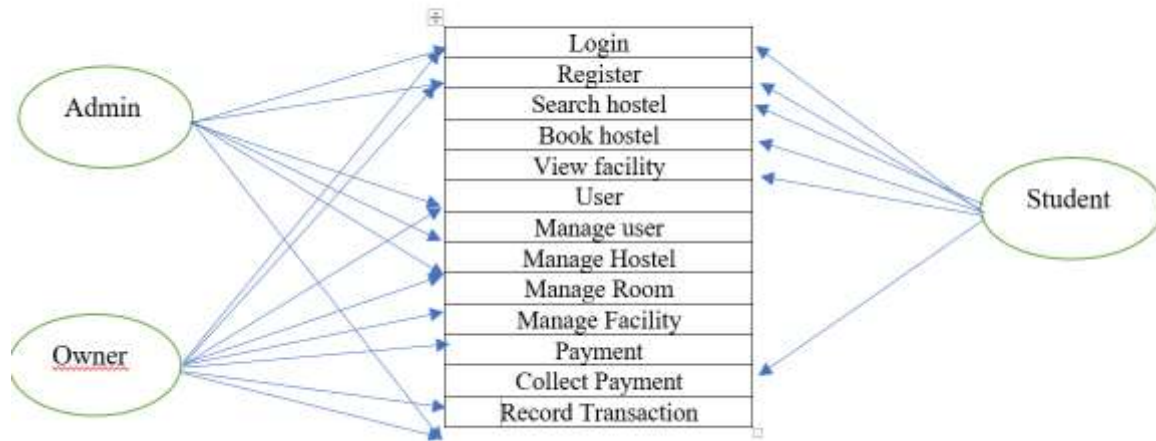 Admin
Owner
Login
Register
Search hostel
Book hostel
View facility
User
Manage user
Manage Hostel
Manage Room
Manage Facility
Payment
Collect Payment
Record Transaction
Student